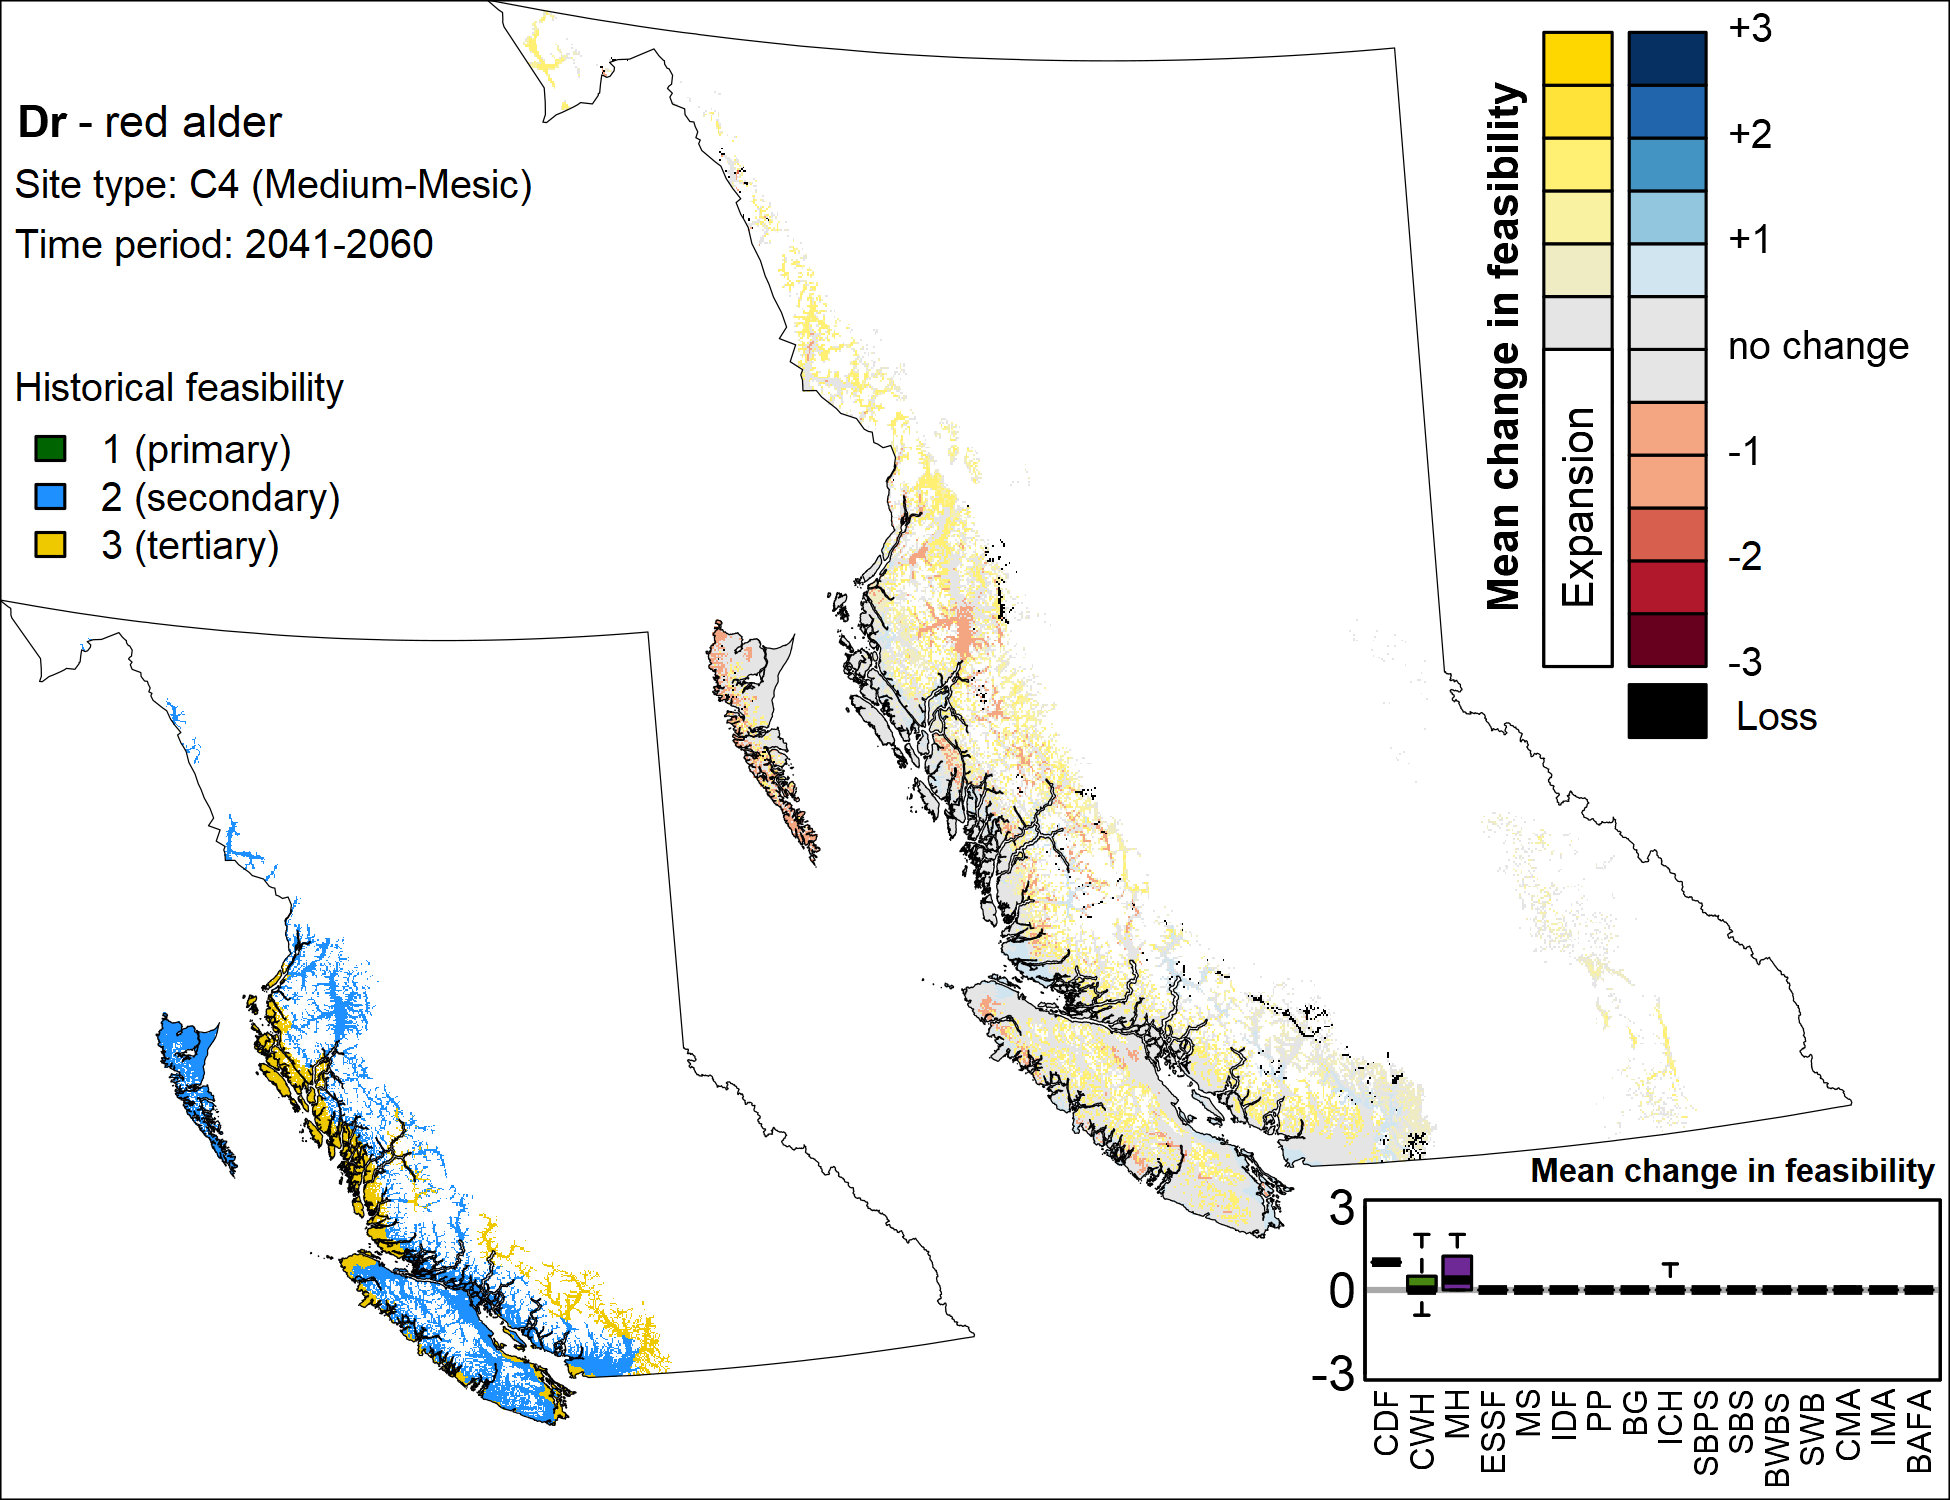 Dr - red alder
Site type: C4 (Medium-Mesic)
Time period: 2041-2060
Historical feasibility
1 (primary)
2 (secondary)
3 (tertiary)
Mean change in feasibility
Expansion
+3
+2
+1
no change
-1
-2
-3
Loss
Mean change in feasibility
3
0
-3
CDF
CWH
MH
ESSF
MS
IDF
PP
BG
ICH
SBPS
SBS
BWBS
SWB
CMA
IMA
BAFA